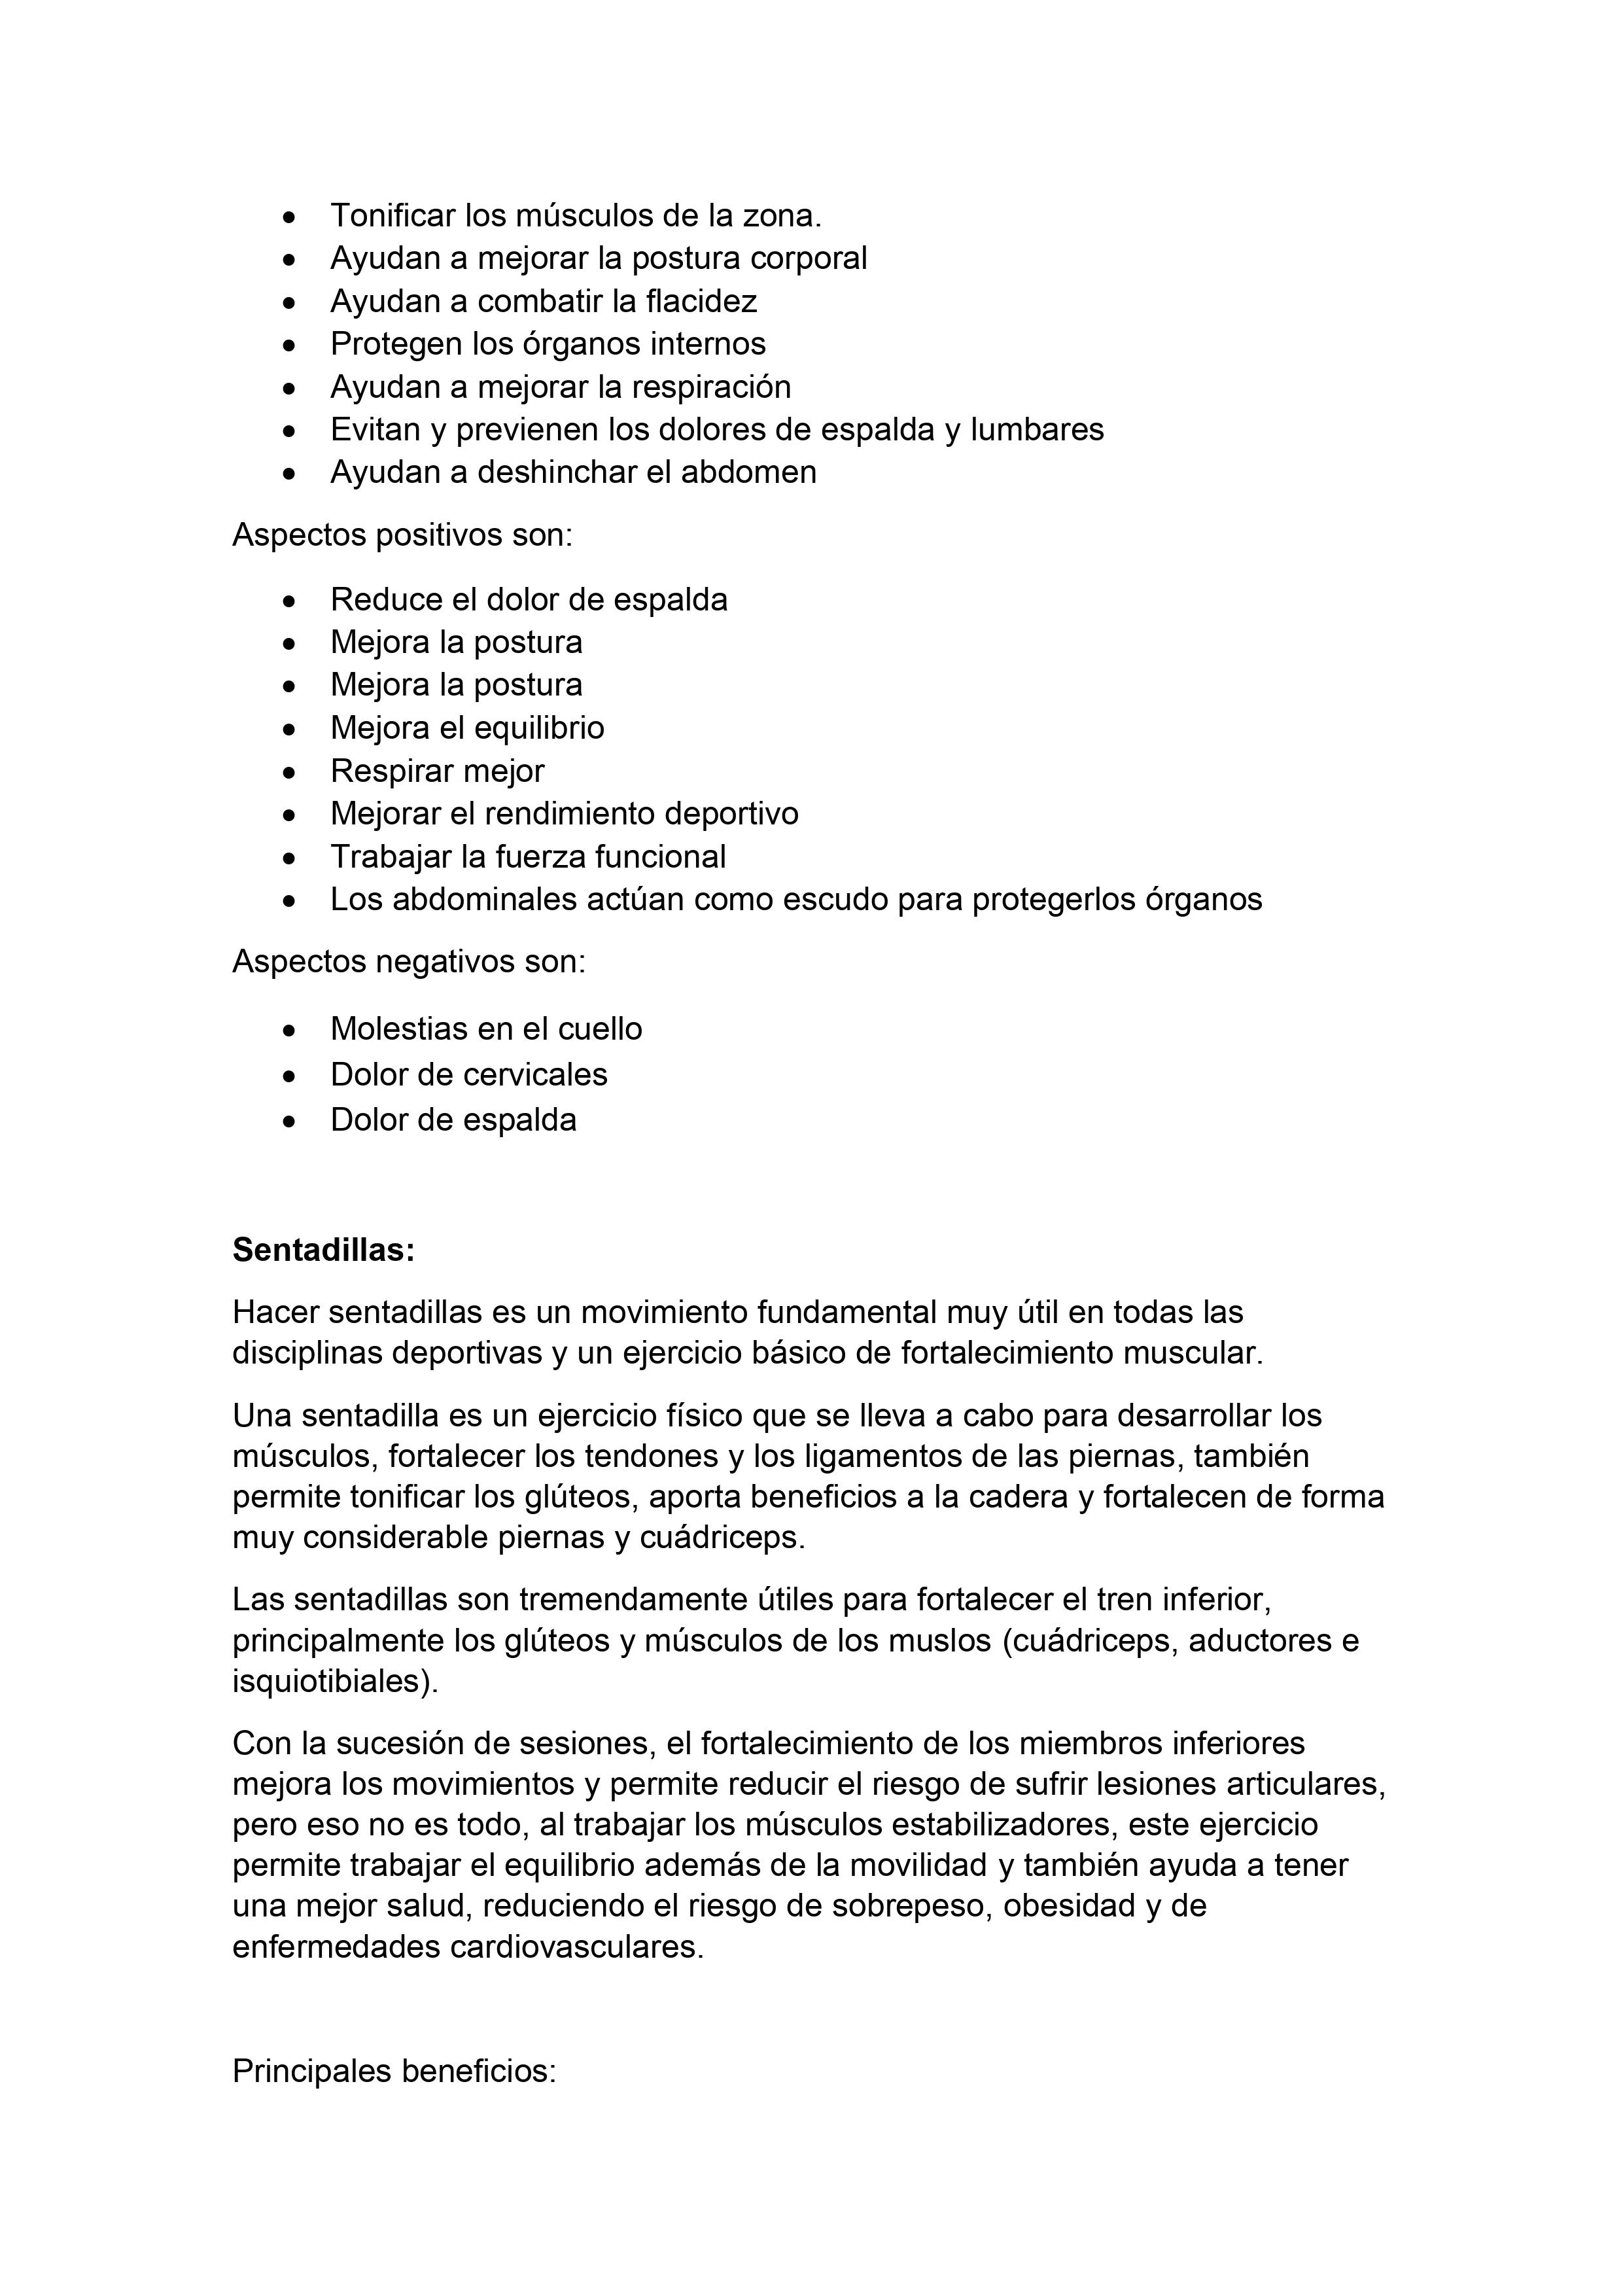 • Tonificar los músculos de la zona.
• Ayudan a mejorar la postura corporal
• Ayudan a combatir la flacidez
• Protegen los órganos internos
• Ayudan a mejorar la respiración
• Evitan y previenen los dolores de espalda y lumbares
• Ayudan a deshinchar el abdomen
Aspectos positivos son:
• Reduce el dolor de espalda
• Mejora la postura
• Mejora la postura
• Mejora el equilibrio
• Respirar mejor
• Mejorar el rendimiento deportivo
• Trabajar la fuerza funcional
• Los abdominales actúan como escudo para protegerlos órganos
Aspectos negativos son:
• Molestias en el cuello
• Dolor de cervicales
• Dolor de espalda
Sentadillas:
Hacer sentadillas es un movimiento fundamental muy útil en todas las
disciplinas deportivas y un ejercicio básico de fortalecimiento muscular.
Una sentadilla es un ejercicio físico que se lleva a cabo para desarrollar los
músculos, fortalecer los tendones y los ligamentos de las piernas, también
permite tonificar los glúteos, aporta beneficios a la cadera y fortalecen de forma
muy considerable piernas y cuádriceps.
Las sentadillas son tremendamente útiles para fortalecer el tren inferior,
principalmente los glúteos y músculos de los muslos (cuádriceps, aductores e
isquiotibiales).
Con la sucesión de sesiones, el fortalecimiento de los miembros inferiores
mejora los movimientos y permite reducir el riesgo de sufrir lesiones articulares,
pero eso no es todo, al trabajar los músculos estabilizadores, este ejercicio
permite trabajar el equilibrio además de la movilidad y también ayuda a tener
una mejor salud, reduciendo el riesgo de sobrepeso, obesidad y de
enfermedades cardiovasculares.
Principales beneficios: